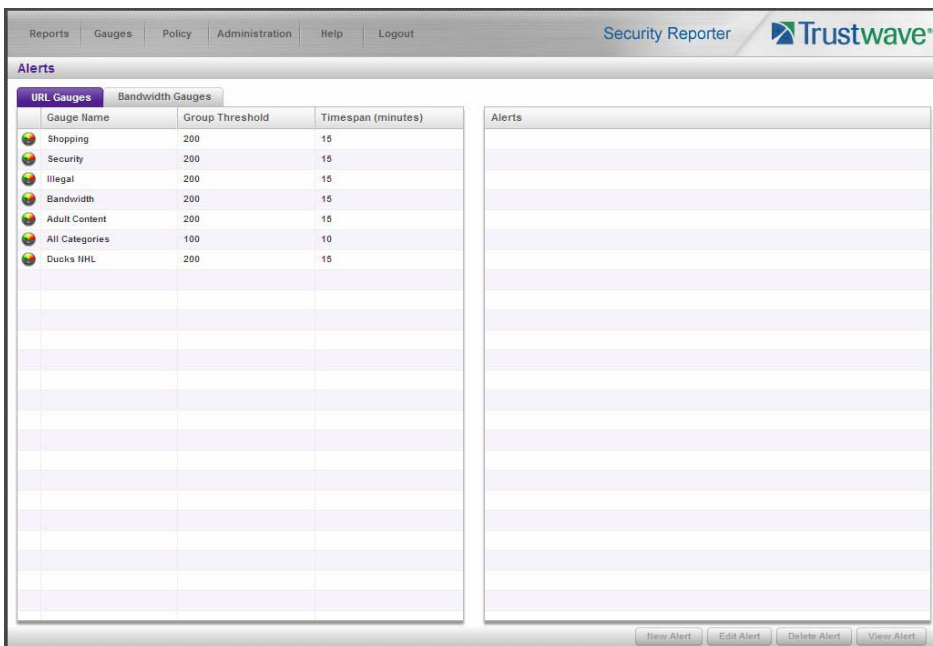 Reports Gauges Policy Administration Help Logout Security Reporter Trustwave®
Alerts
URL Gauges Bandwidth Gauges
Gauge Name Group Threshold Timespan (minutes) Alerts
Shopping 200 15
Security 200 15
Illegal 200 15
Bandwidth 200 15
Adult Content 200 15
All Categories 100 10
Ducks NHL 200 15
New Alert Edit Alert Delete Alert View Alert